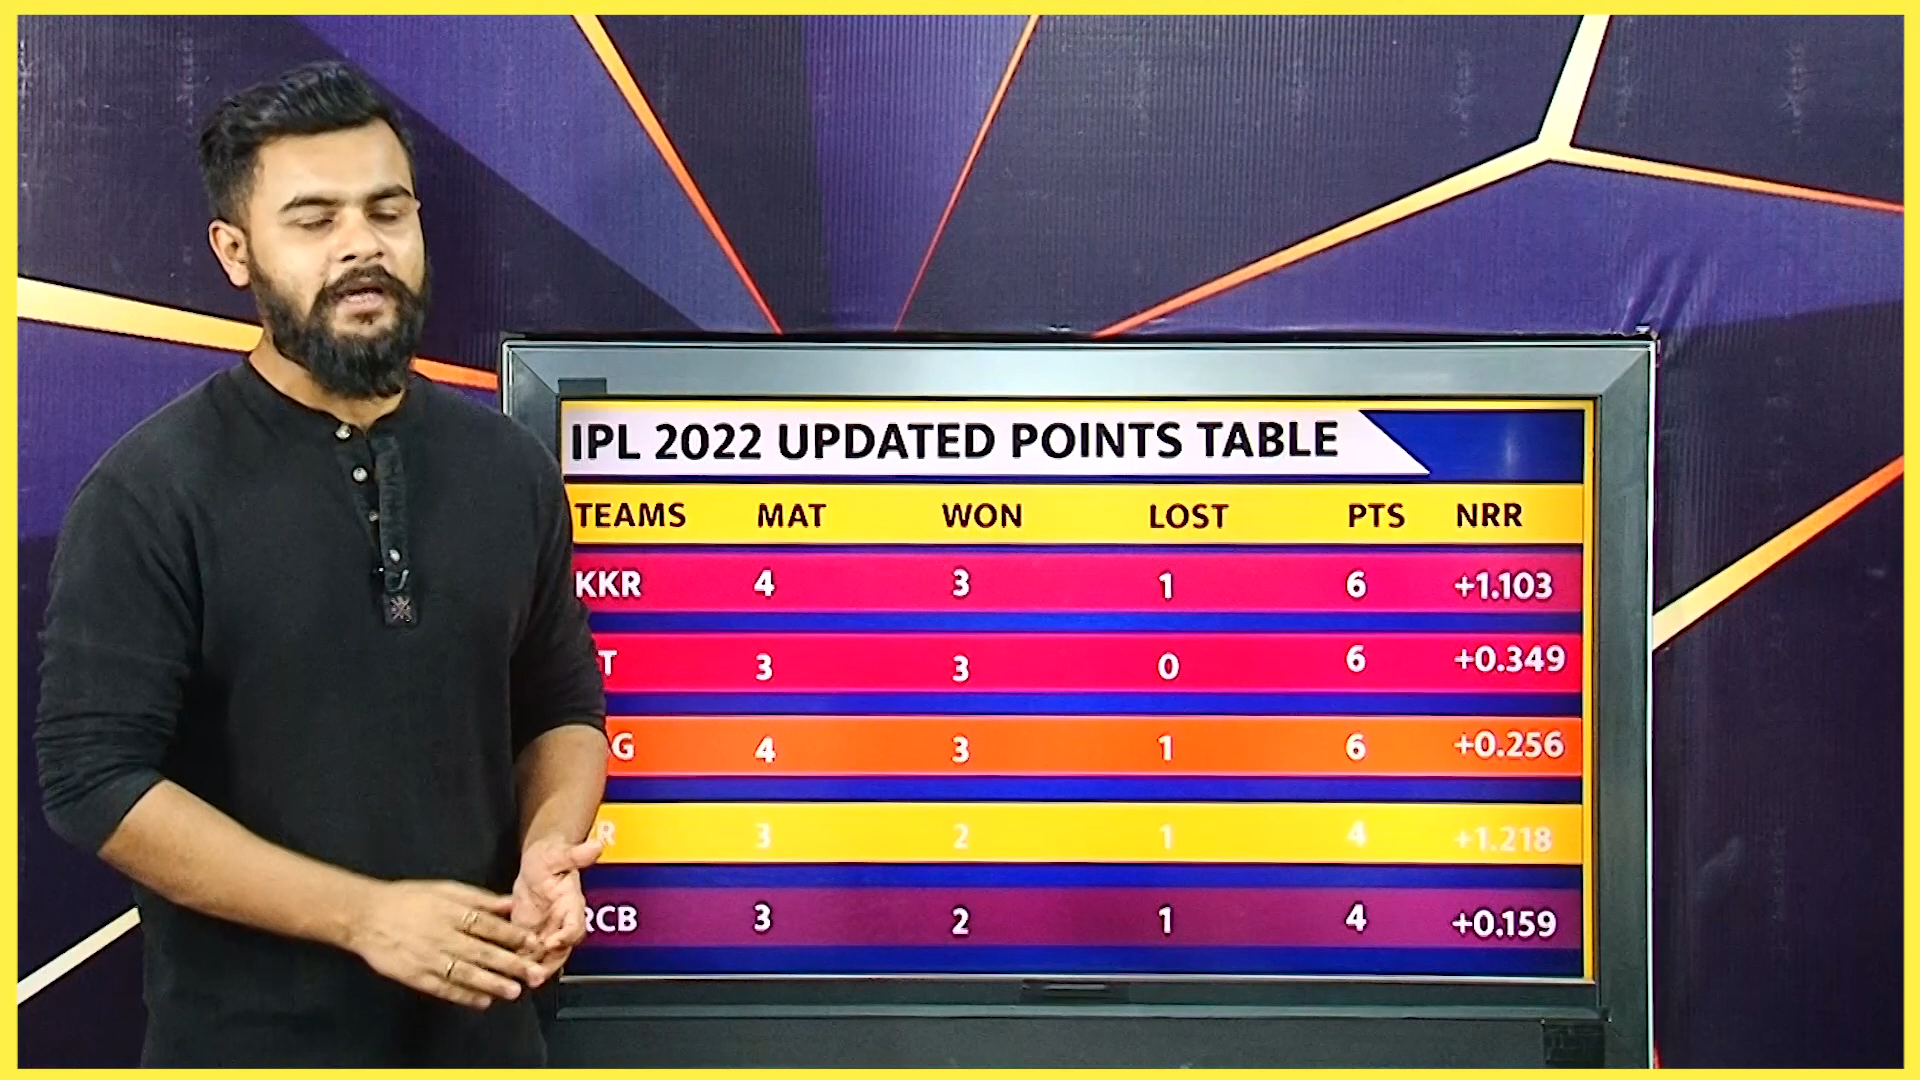 IPL 2022 UPDATED POINTS TABLE
TEAMS MAT WON LOST PTS NRR
KKR 4 3 1 6 +1.103
T 3 3 0 6 +0.349
G 4 3 1 6 +0.256
R 3 2 1 4 +1.218
RCB 3 2 1 4 +0.159